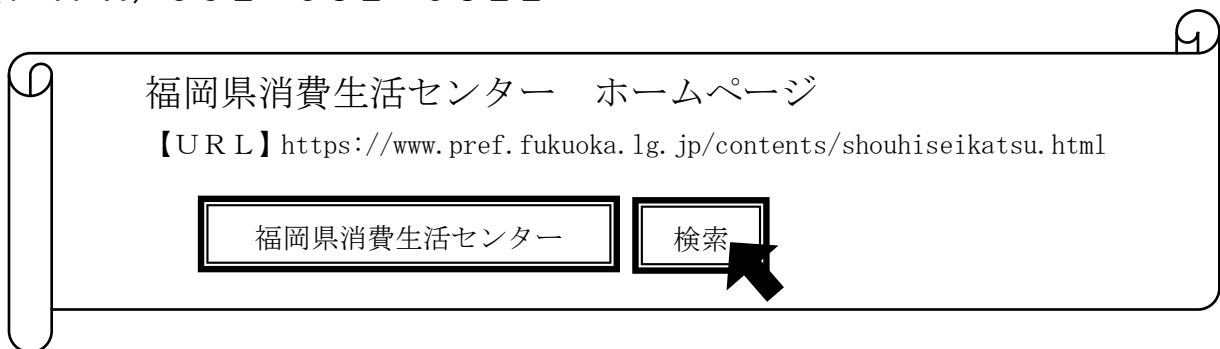 福岡県消費生活センター　ホームページ
【ＵＲＬ】https://www.pref.fukuoka.lg.jp/contents/shouhiseikatsu.html
福岡県消費生活センター　検索